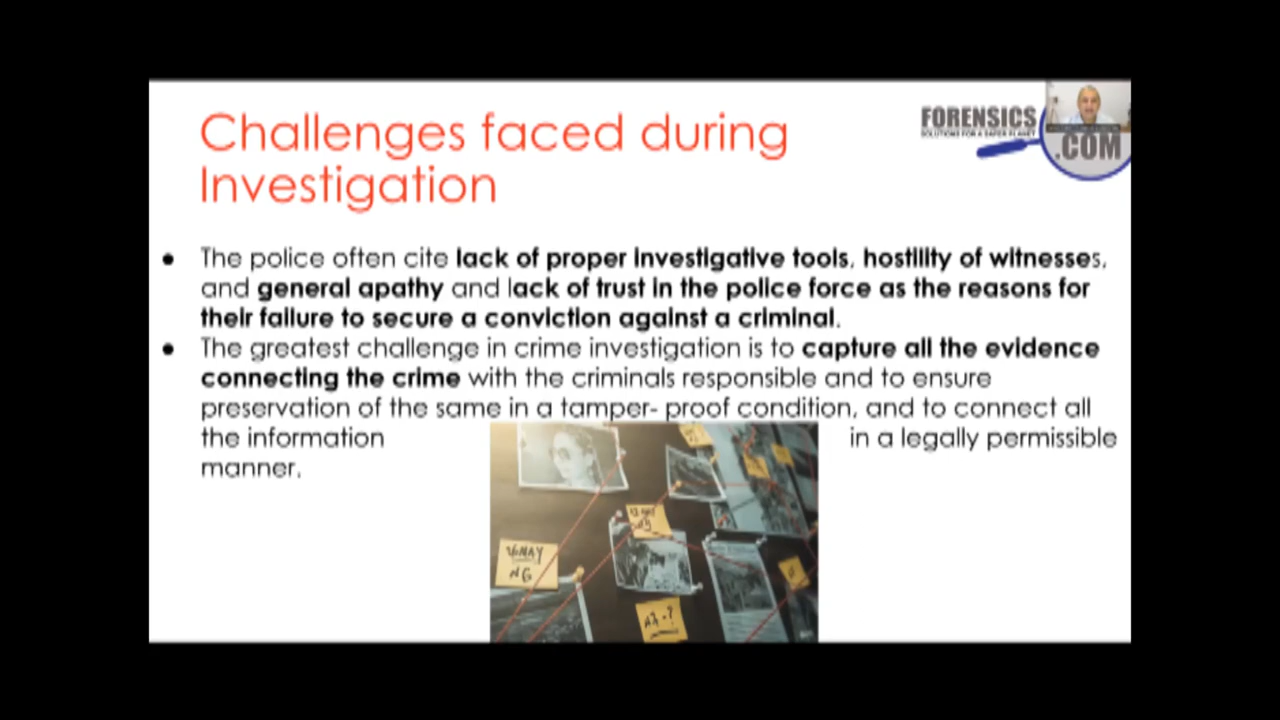 Challenges faced during
Investigation
FORENSICS
SOLUTIONS FOR A SAFER PLANET
.COM
● The police often cite lack of proper investigative tools, hostility of witnesses,
and general apathy and lack of trust in the police force as the reasons for
their failure to secure a conviction against a criminal.
● The greatest challenge in crime investigation is to capture all the evidence
connecting the crime with the criminals responsible and to ensure
preservation of the same in a tamper- proof condition, and to connect all
the information in a legally permissible
manner.